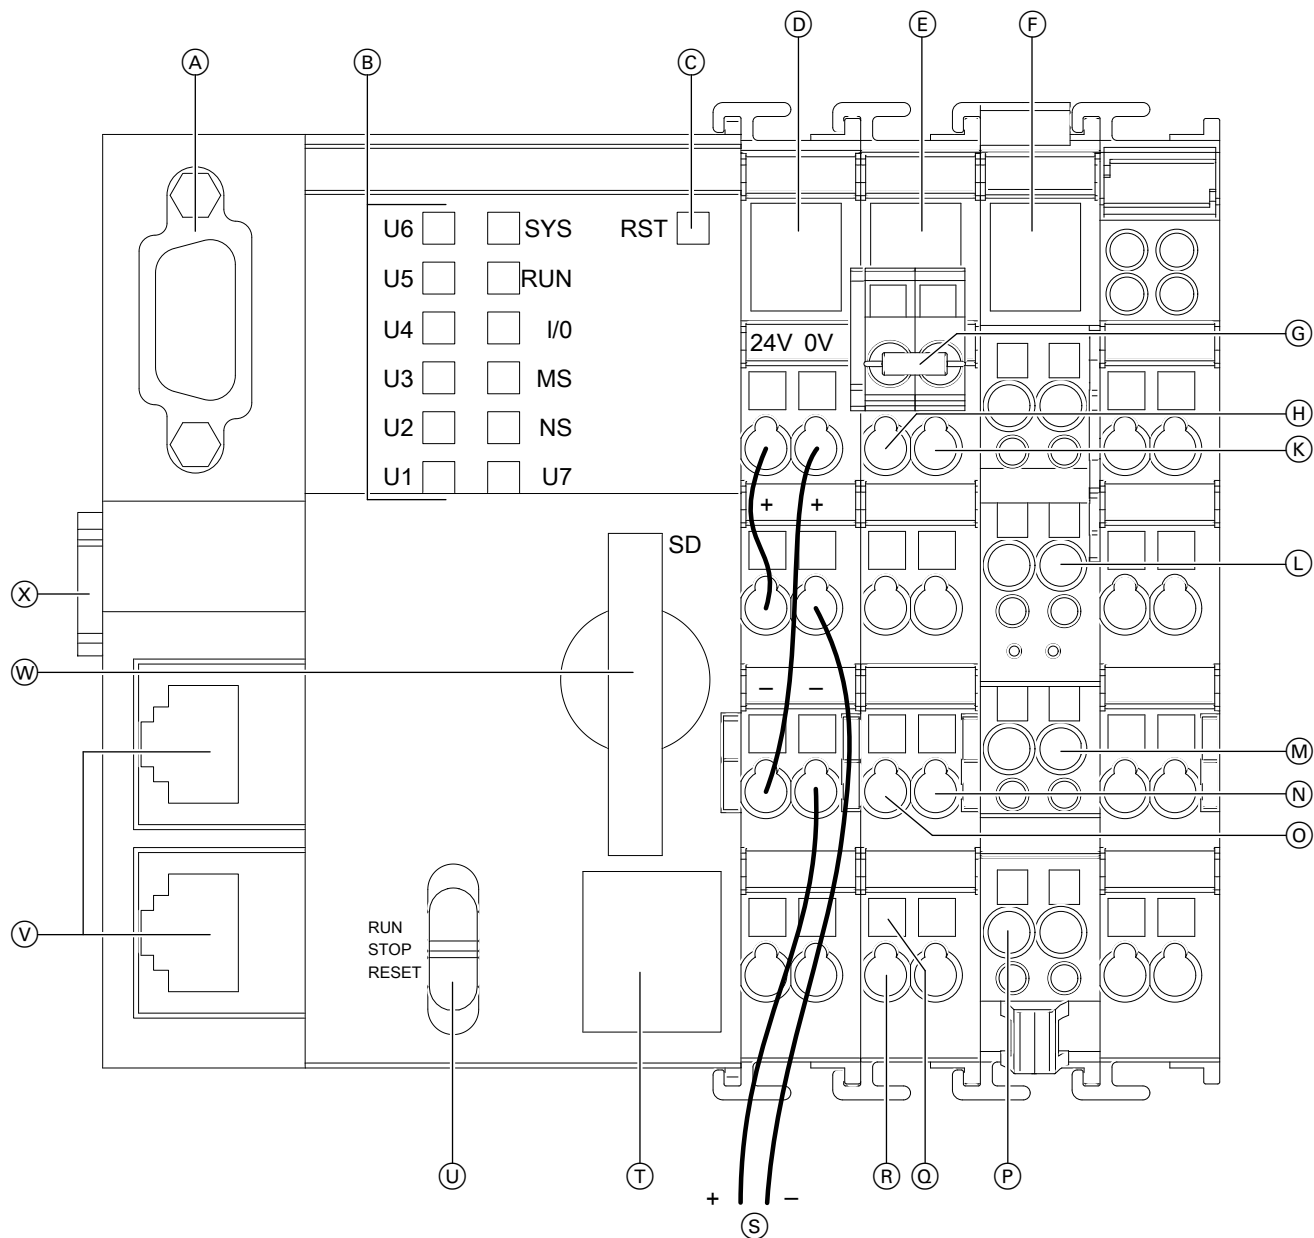 D E F
A B C
U6 SYS RST
U5 RUN
U4 I/0
24V 0V G
U3 MS
H
U2 NS K
U1 U7
+ +
SD
L
X
W
– –
M
N
O
RUN
V STOP
RESET
U T R Q P
+ –
S